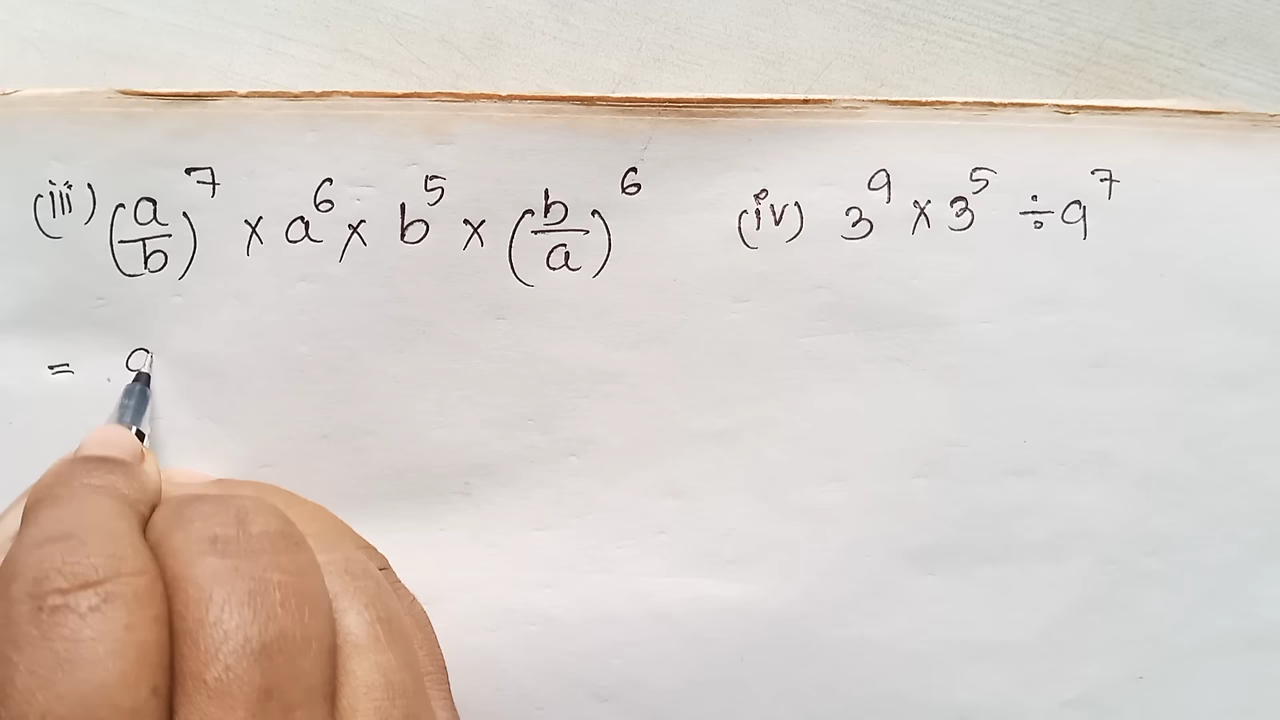 (iii) (a/b)^7 × a^6 × b^5 × (b/a)^6
(iv) 3^9 × 3^5 ÷ 9^7
= a